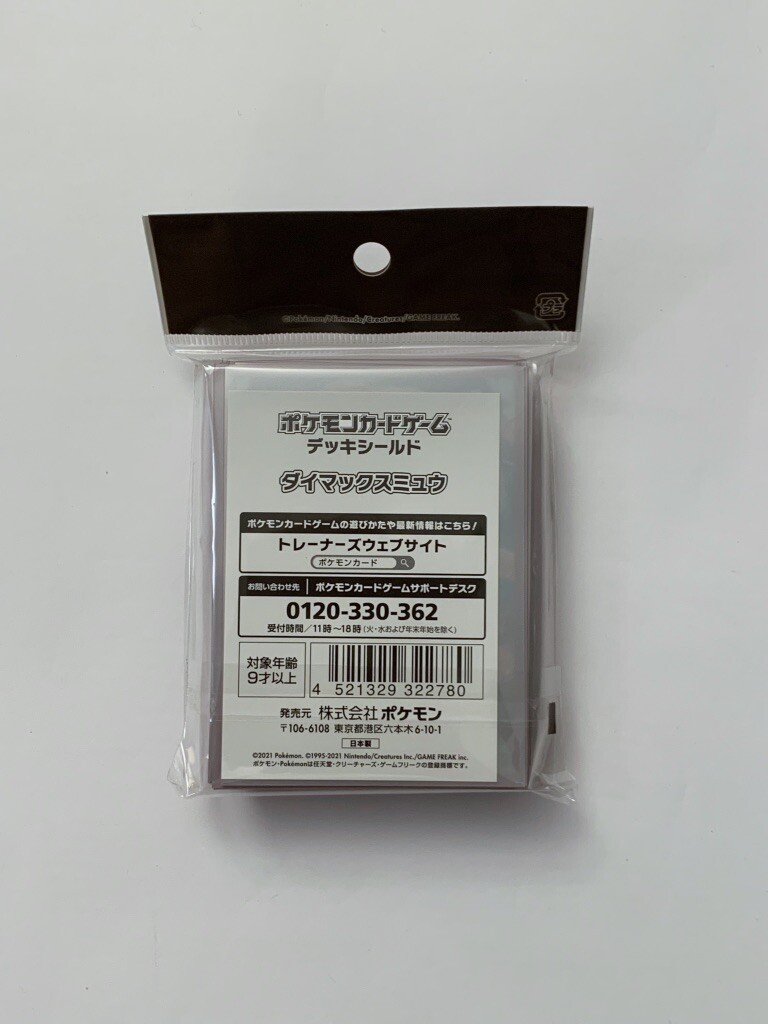 ©Pokémon/Nintendo/Creatures/GAME FREAK.
プラ
ポケモンカードゲーム
デッキシールド
ダイマックスミュウ
ポケモンカードゲームの遊びかたや最新情報はこちら!
トレーナーズウェブサイト
ポケモンカード
お問い合わせ先 ポケモンカードゲームサポートデスク
0120-330-362
受付時間/11時~18時(火・水および年末年始を除く)
対象年齢
9才以上
4 521329 322780
発売元 株式会社ポケモン
〒106-6108 東京都港区六本木6-10-1
日本製
©2021 Pokémon. ©1995-2021 Nintendo/Creatures Inc./GAME FREAK inc.
ポケモン・Pokémonは任天堂・クリーチャーズ・ゲームフリークの登録商標です。